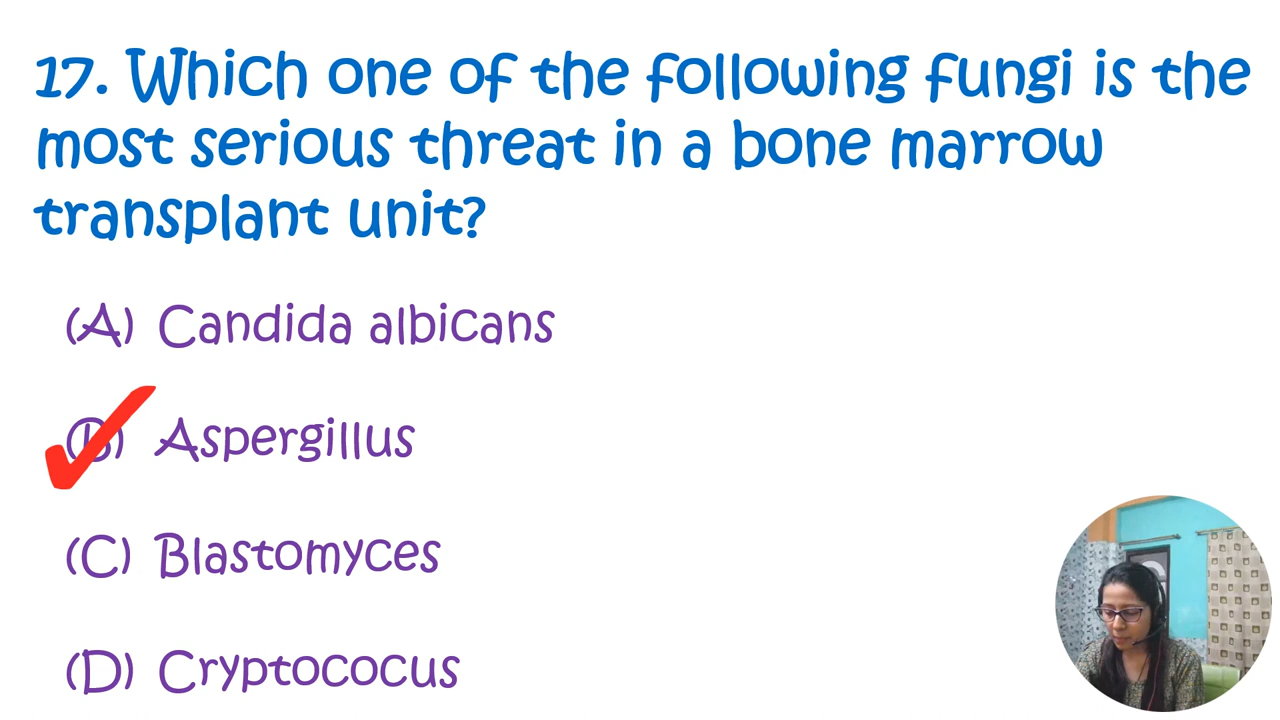 17. Which one of the following fungi is the
most serious threat in a bone marrow
transplant unit?
(A) Candida albicans
(B) Aspergillus
(C) Blastomyces
(D) Cryptococus